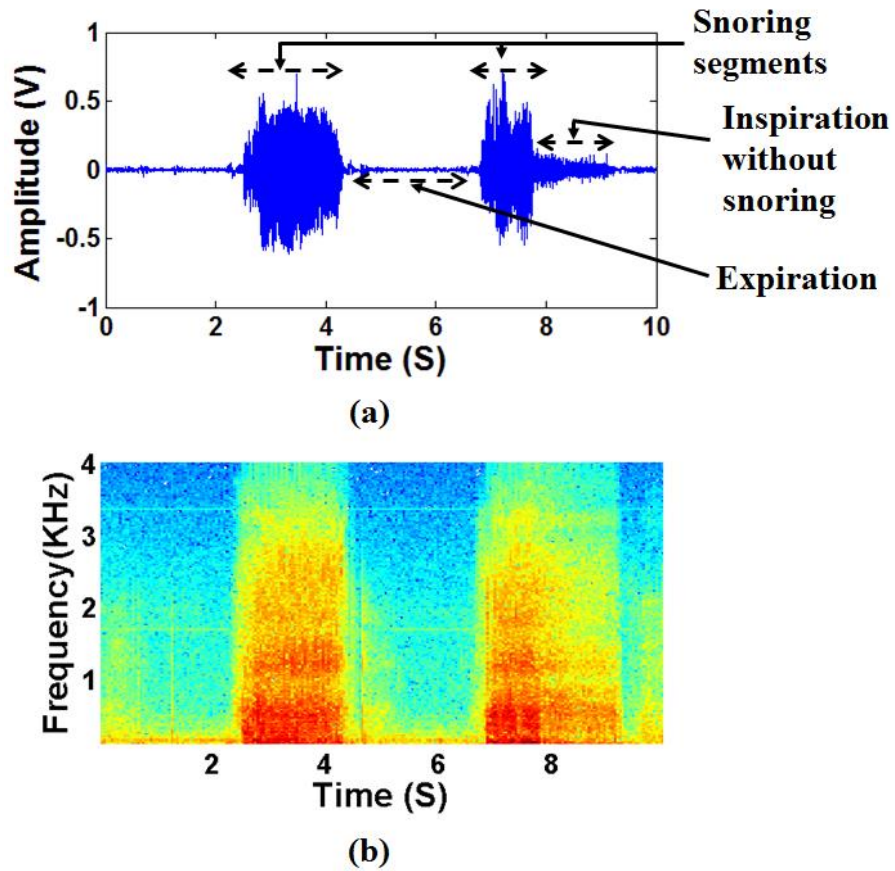 Snoring
segments
Inspiration
without
snoring
Expiration
Amplitude (V)
1
0.5
0
-0.5
-1
0 2 4 6 8 10
Time (S)
(a)
Frequency(KHz)
4
3
2
1
2 4 6 8
Time (S)
(b)